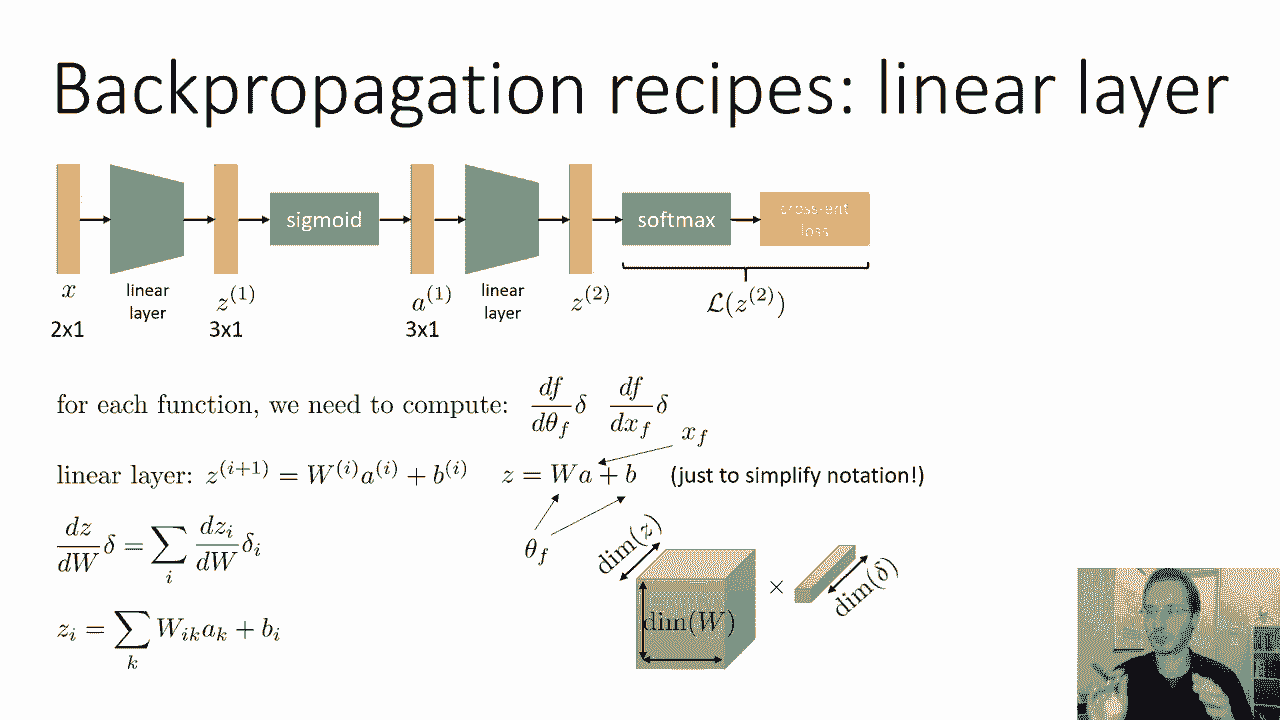 Backpropagation recipes: linear layer
sigmoid
softmax
cross-ent
loss
x
linear
layer
z^{(1)}
a^{(1)}
linear
layer
z^{(2)}
\mathcal{L}(z^{(2)})
2x1
3x1
3x1
for each function, we need to compute: \frac{df}{d\theta_f}\delta \frac{df}{dx_f}\delta
x_f
linear layer: z^{(i+1)} = W^{(i)}a^{(i)} + b^{(i)} z = Wa + b (just to simplify notation!)
\frac{dz}{dW}\delta = \sum_i \frac{dz_i}{dW}\delta_i
\theta_f
dim(z)
×
dim(δ)
dim(W)
z_i = \sum_k W_{ik}a_k + b_i